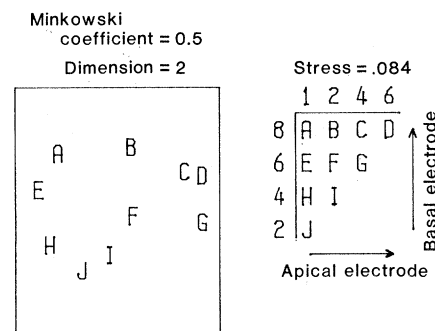 Minkowski
coefficient = 0.5
Dimension = 2
A
B
C D
E
F
G
H
I
J
Stress = .084
1 2 4 6
8 A B C D
6 E F G
4 H I
2 J
Apical electrode
Basal electrode